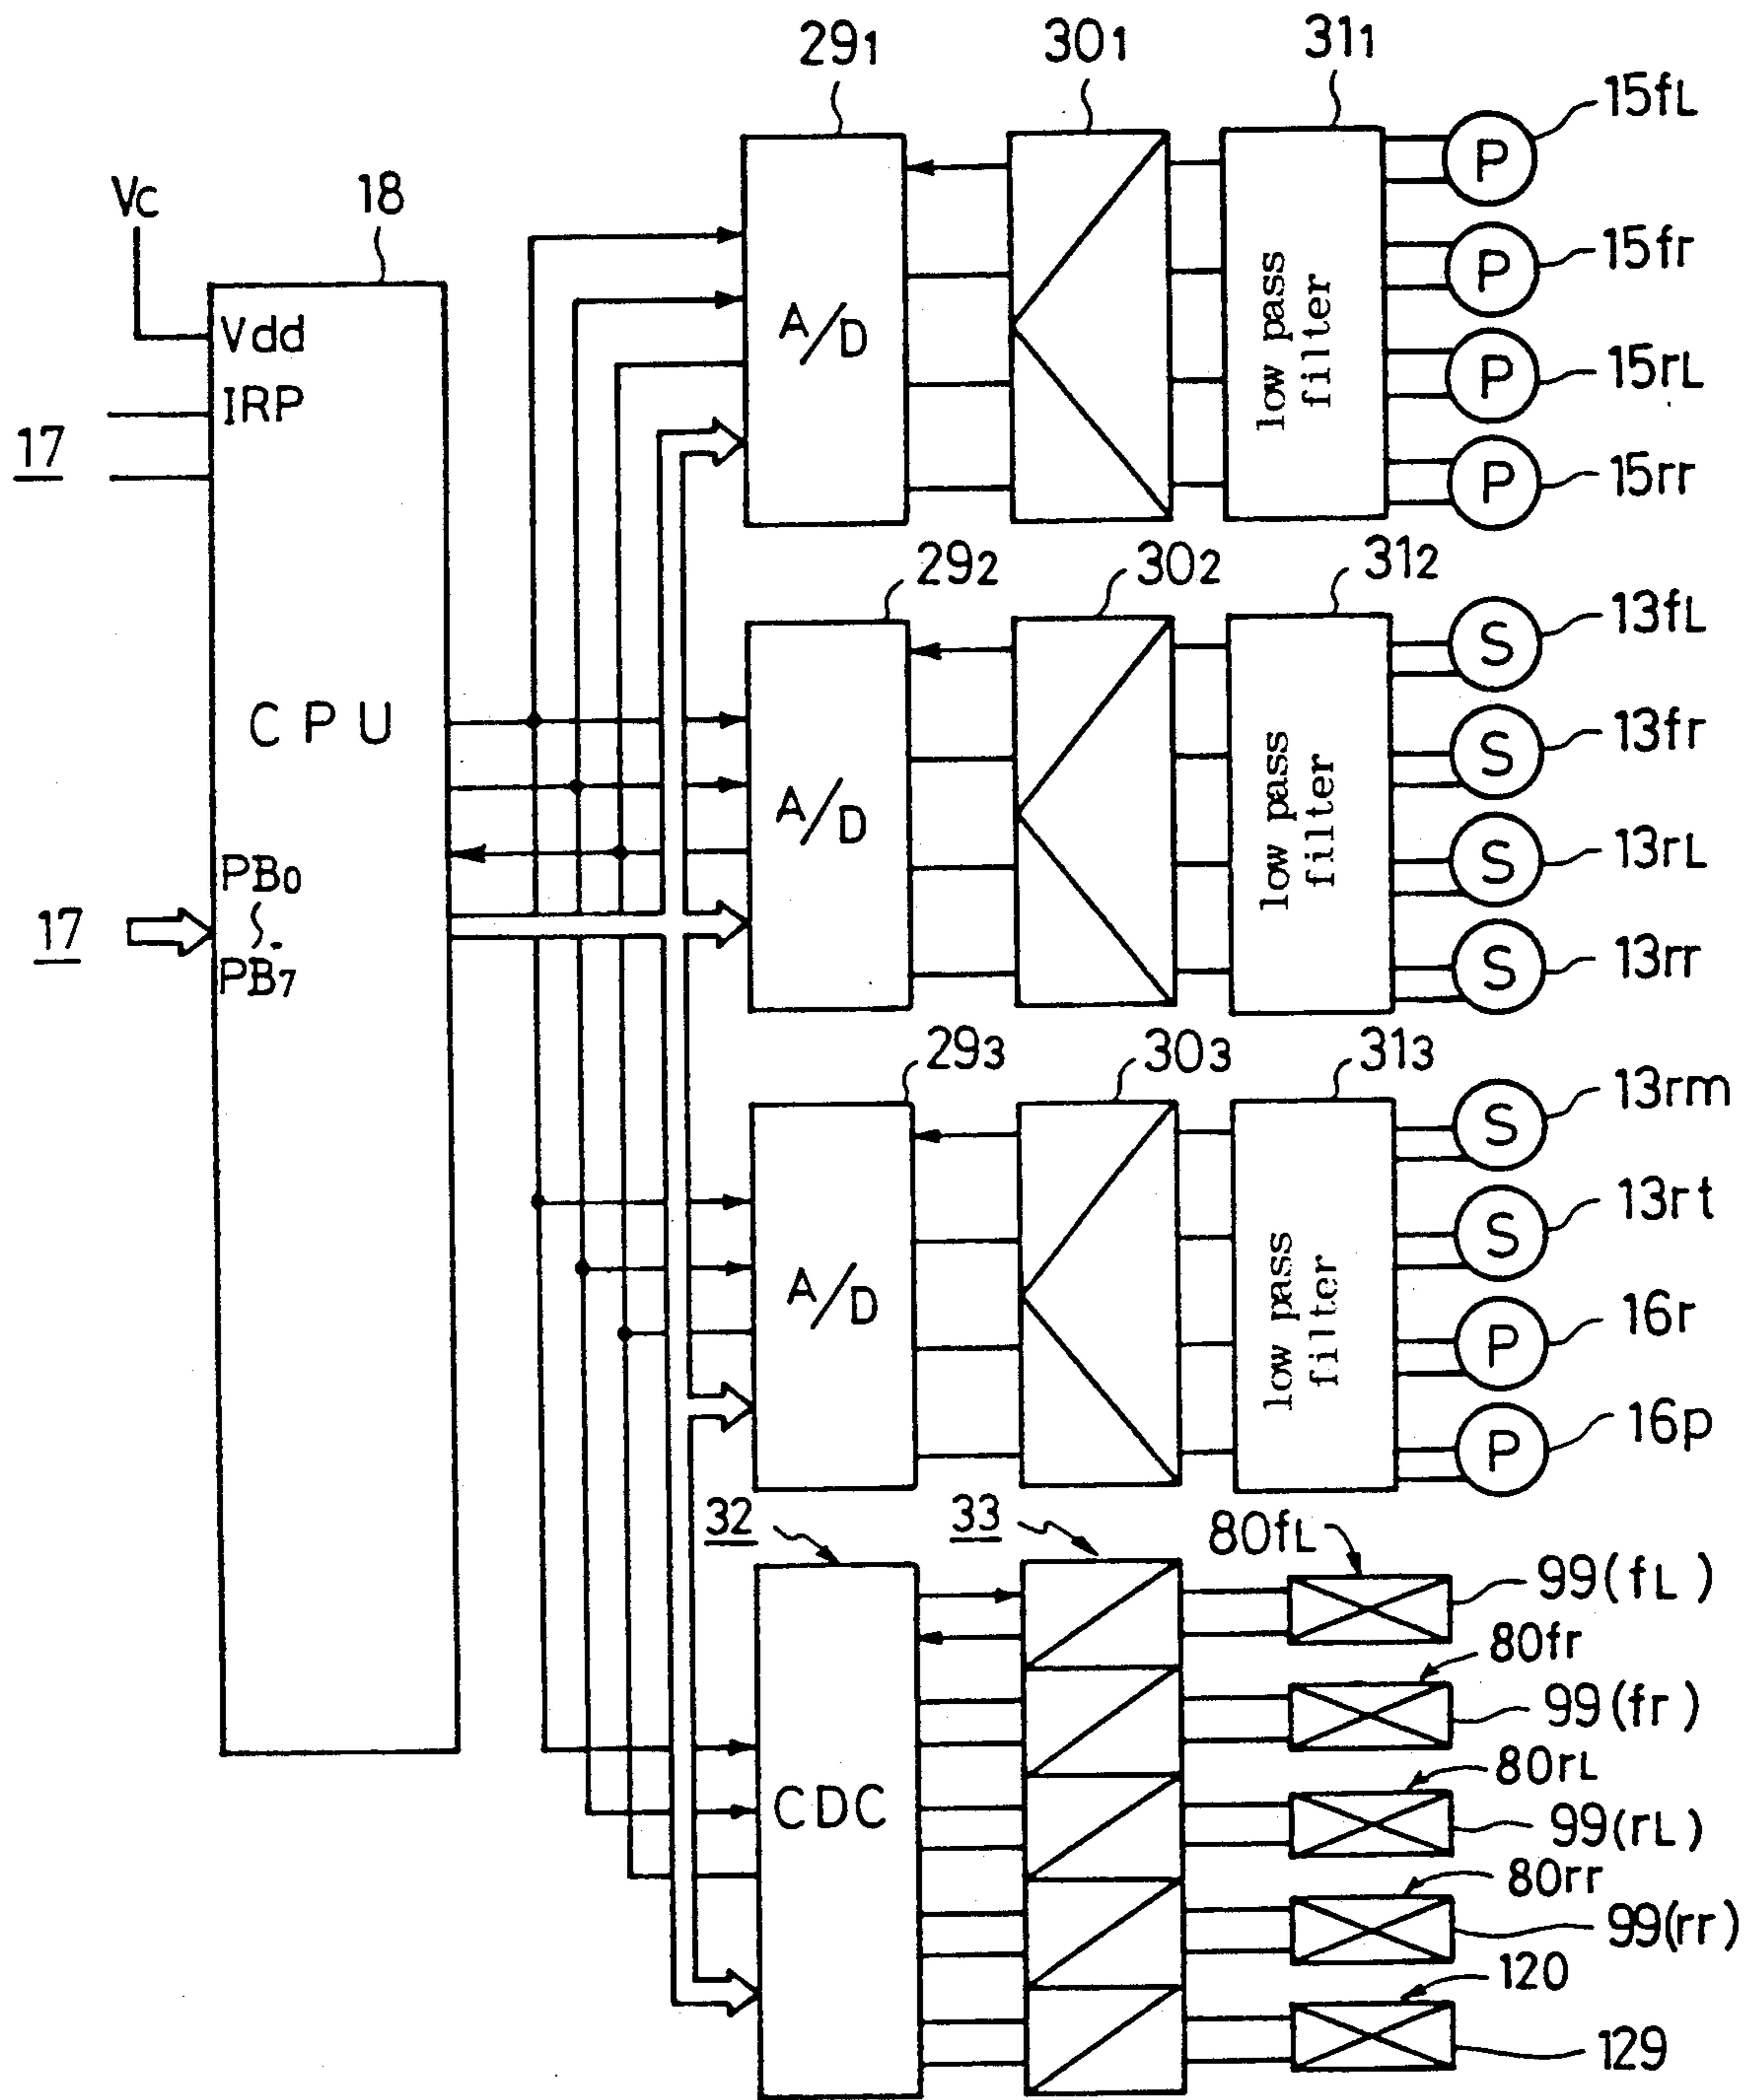 29₁
30₁
31₁
15fL
P
Vc
18
15fr
P
Vdd
IRP
17
A/D
low pass
filter
15rL
P
15rr
P
29₂
30₂
31₂
13fL
S
CPU
13fr
S
A/D
low pass
filter
13rL
S
PB₀
17
PB₇
13rr
S
29₃
30₃
31₃
13rm
S
13rt
S
A/D
low pass
filter
16r
P
16p
P
32
33
80fL
99(fL)
80fr
99(fr)
80rL
CDC
99(rL)
80rr
99(rr)
120
129